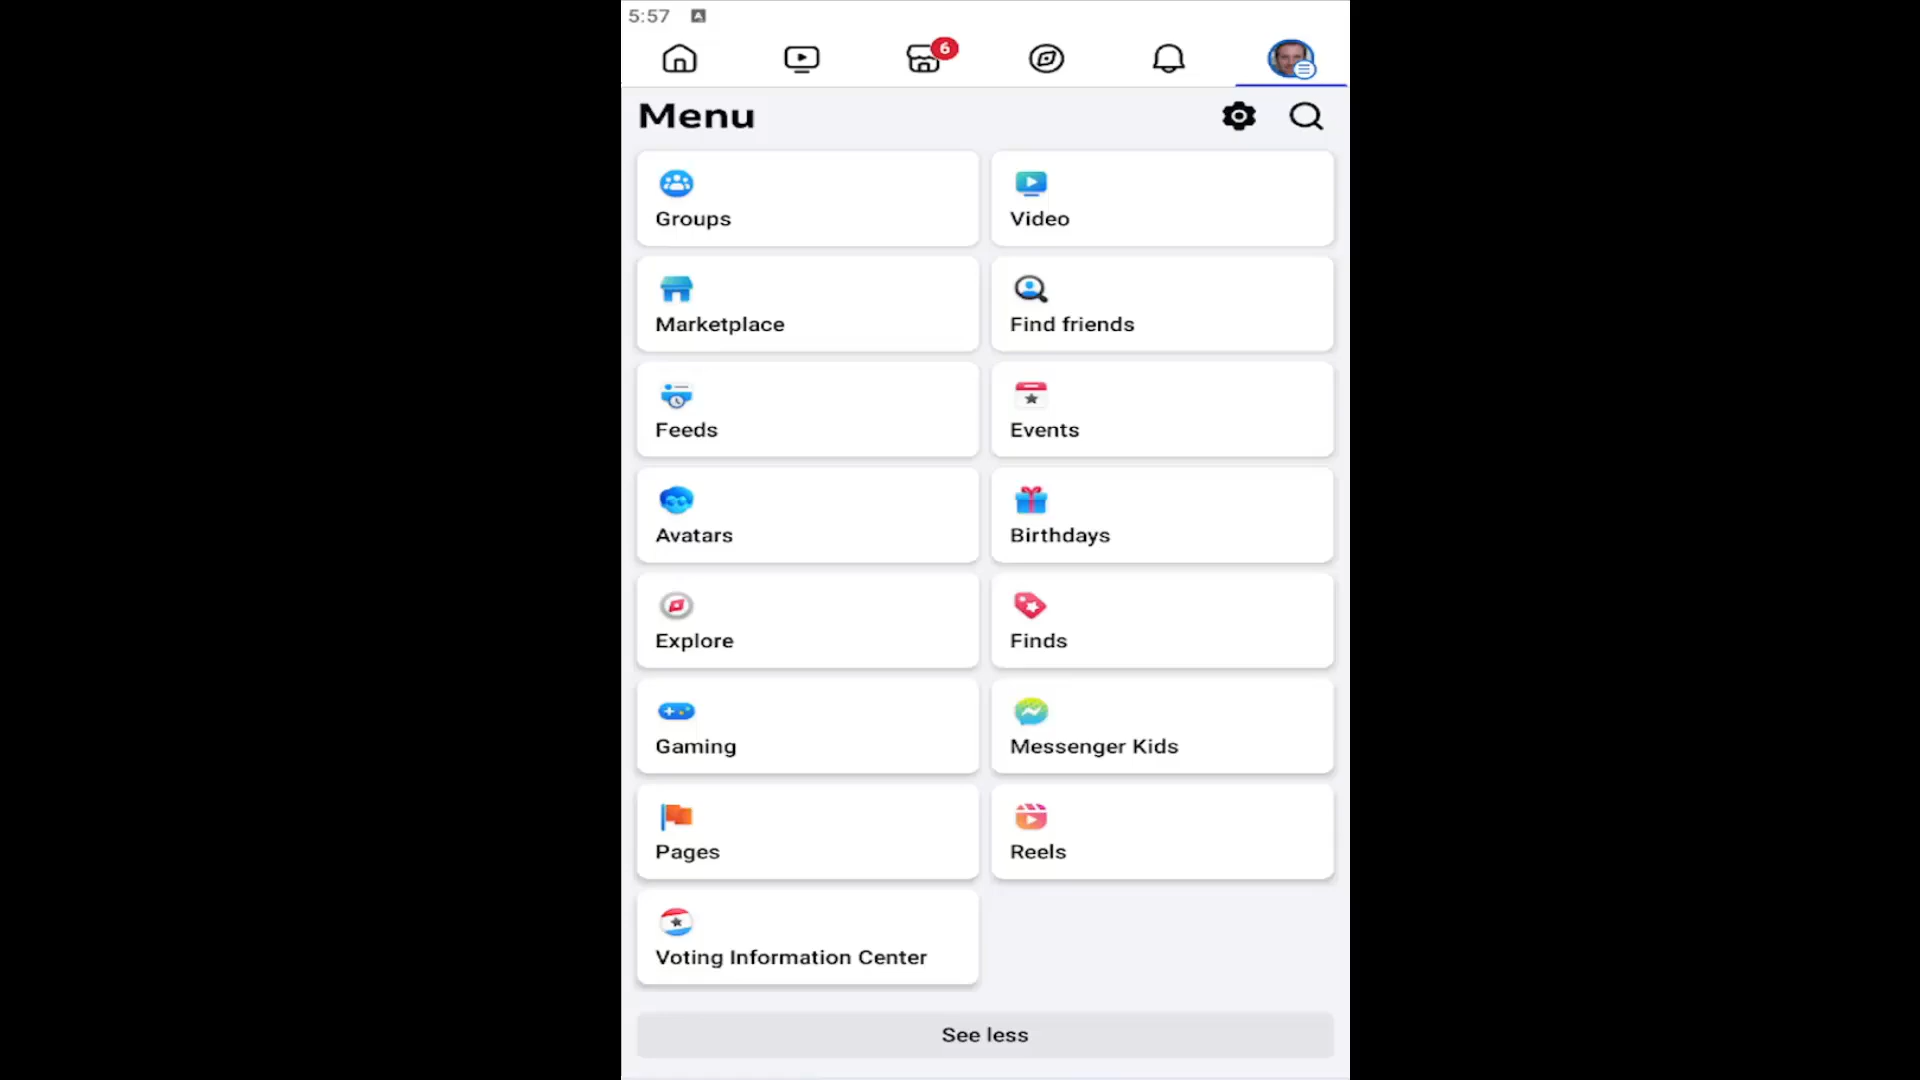 5:57 A
6
Menu
Groups
Video
Marketplace
Find friends
Feeds
Events
Avatars
Birthdays
Explore
Finds
Gaming
Messenger Kids
Pages
Reels
Voting Information Center
See less